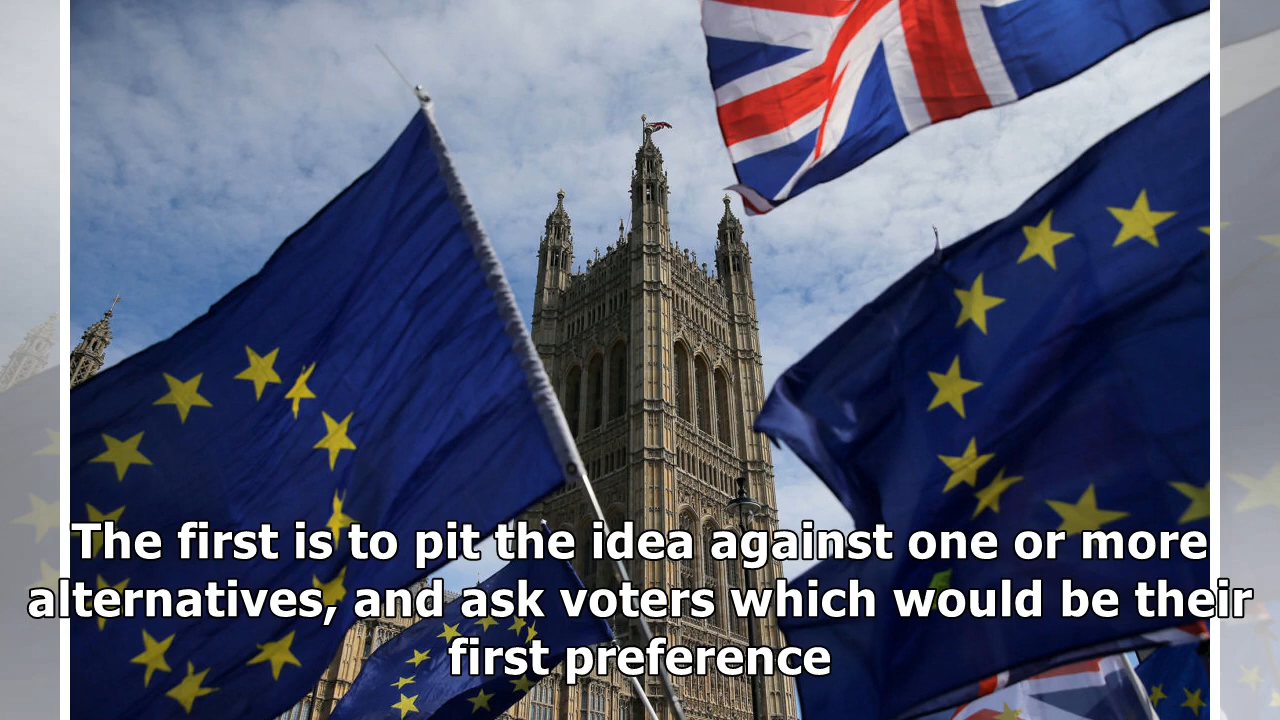 The first is to pit the idea against one or more
alternatives, and ask voters which would be their
first preference